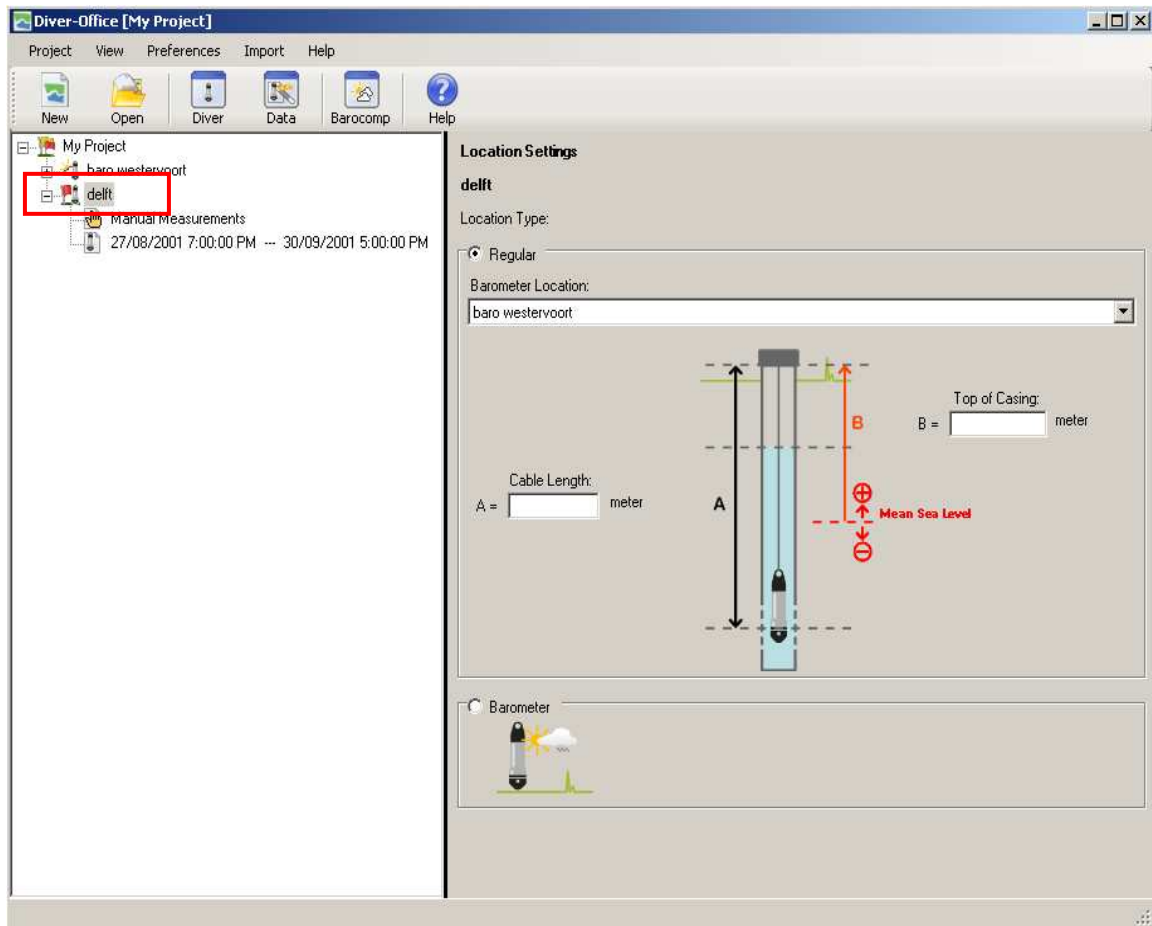 Diver-Office [My Project]
Project View Preferences Import Help
New Open Diver Data Barocomp Help
My Project
baro westervoort
delft
Manual Measurements
27/08/2001 7:00:00 PM --- 30/09/2001 5:00:00 PM
Location Settings
delft
Location Type:
Regular
Barometer Location:
baro westervoort
Top of Casing:
B
B = meter
Cable Length:
A = meter
A
Mean Sea Level
Barometer